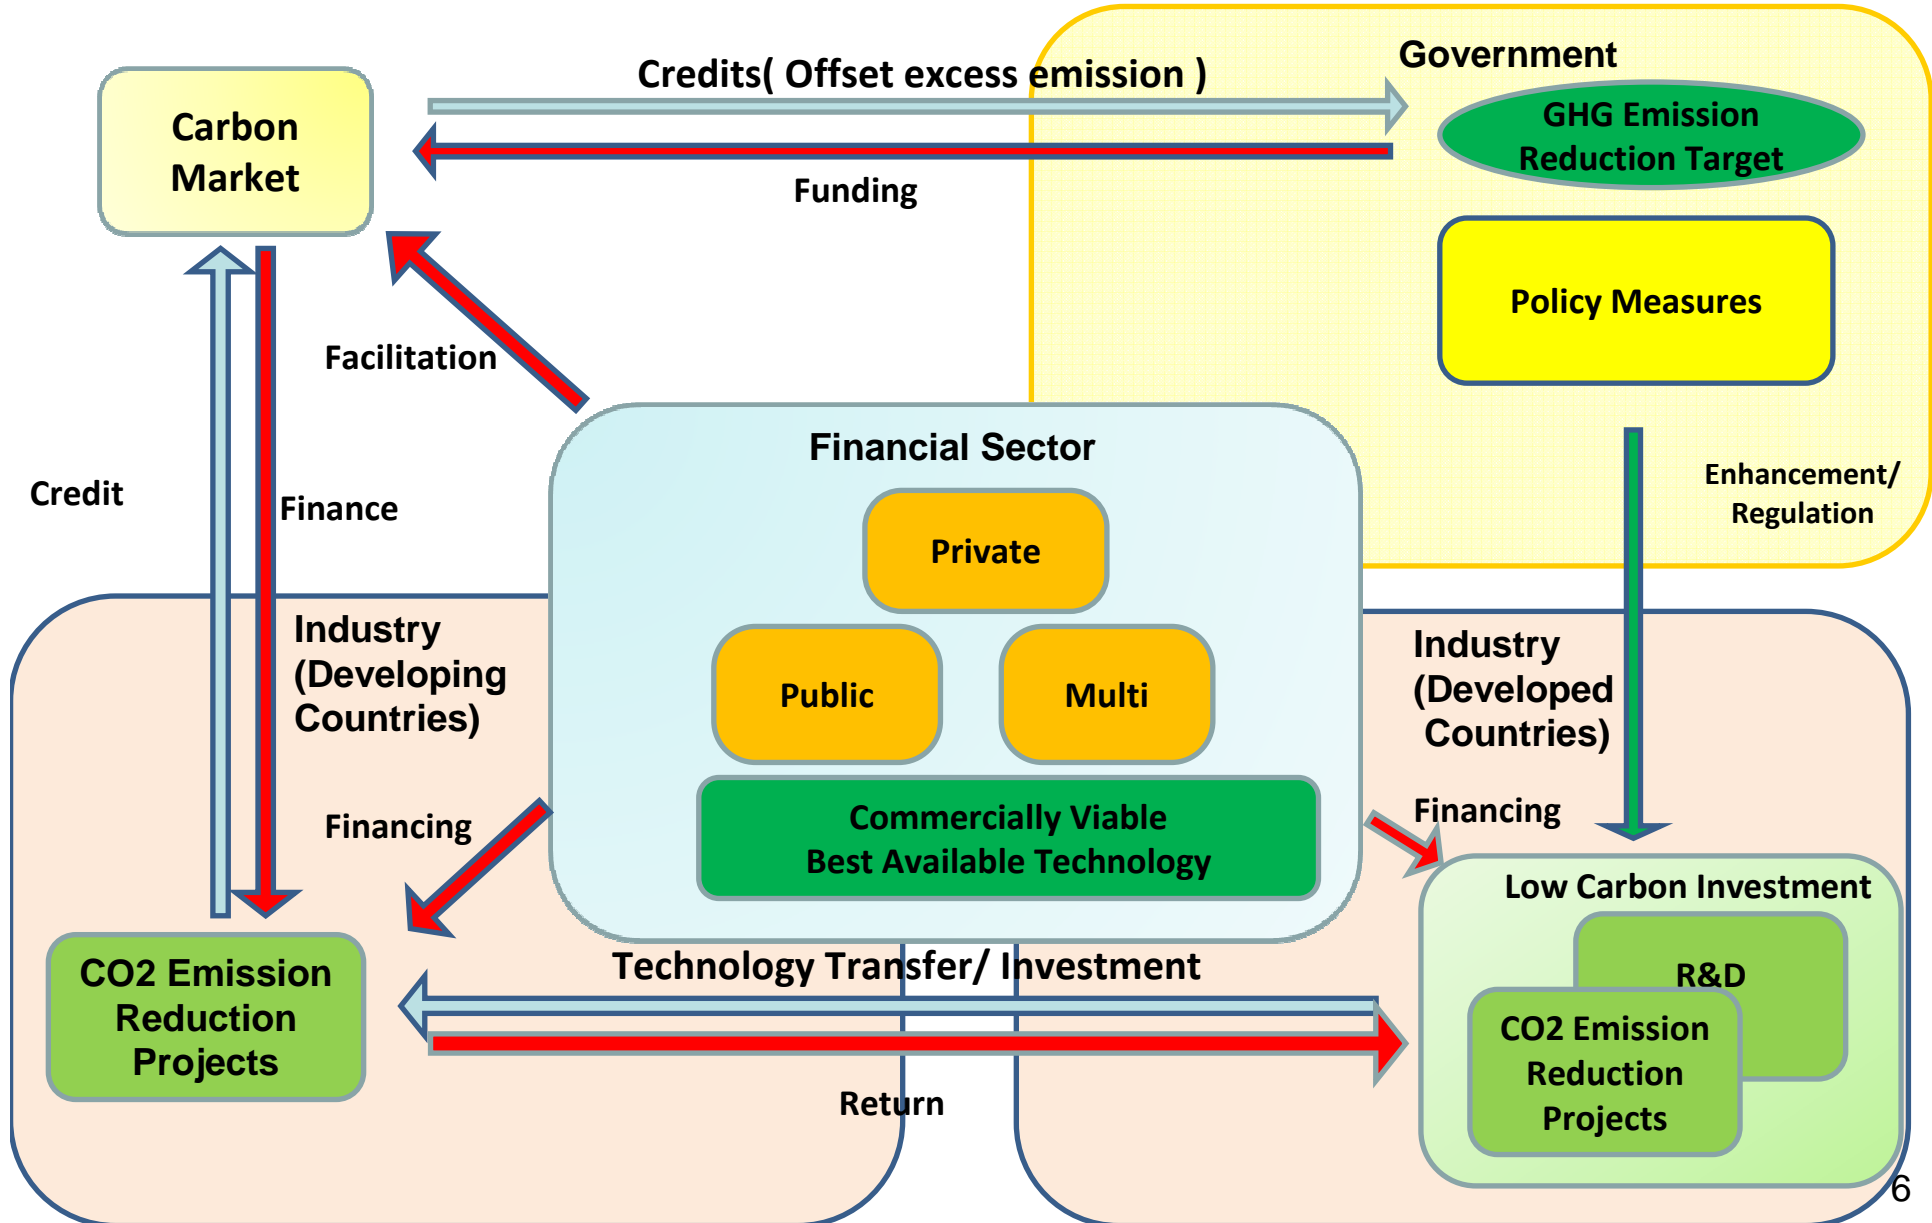 Government
Credits( Offset excess emission )
Carbon
Market
GHG Emission
Reduction Target
Funding
Policy Measures
Facilitation
Financial Sector
Credit
Finance
Enhancement/
Regulation
Private
Industry
(Developing
Countries)
Public
Multi
Industry
(Developed
Countries)
Financing
Commercially Viable
Best Available Technology
Financing
Low Carbon Investment
CO2 Emission
Reduction
Projects
Technology Transfer/ Investment
R&D
CO2 Emission
Reduction
Projects
Return
6